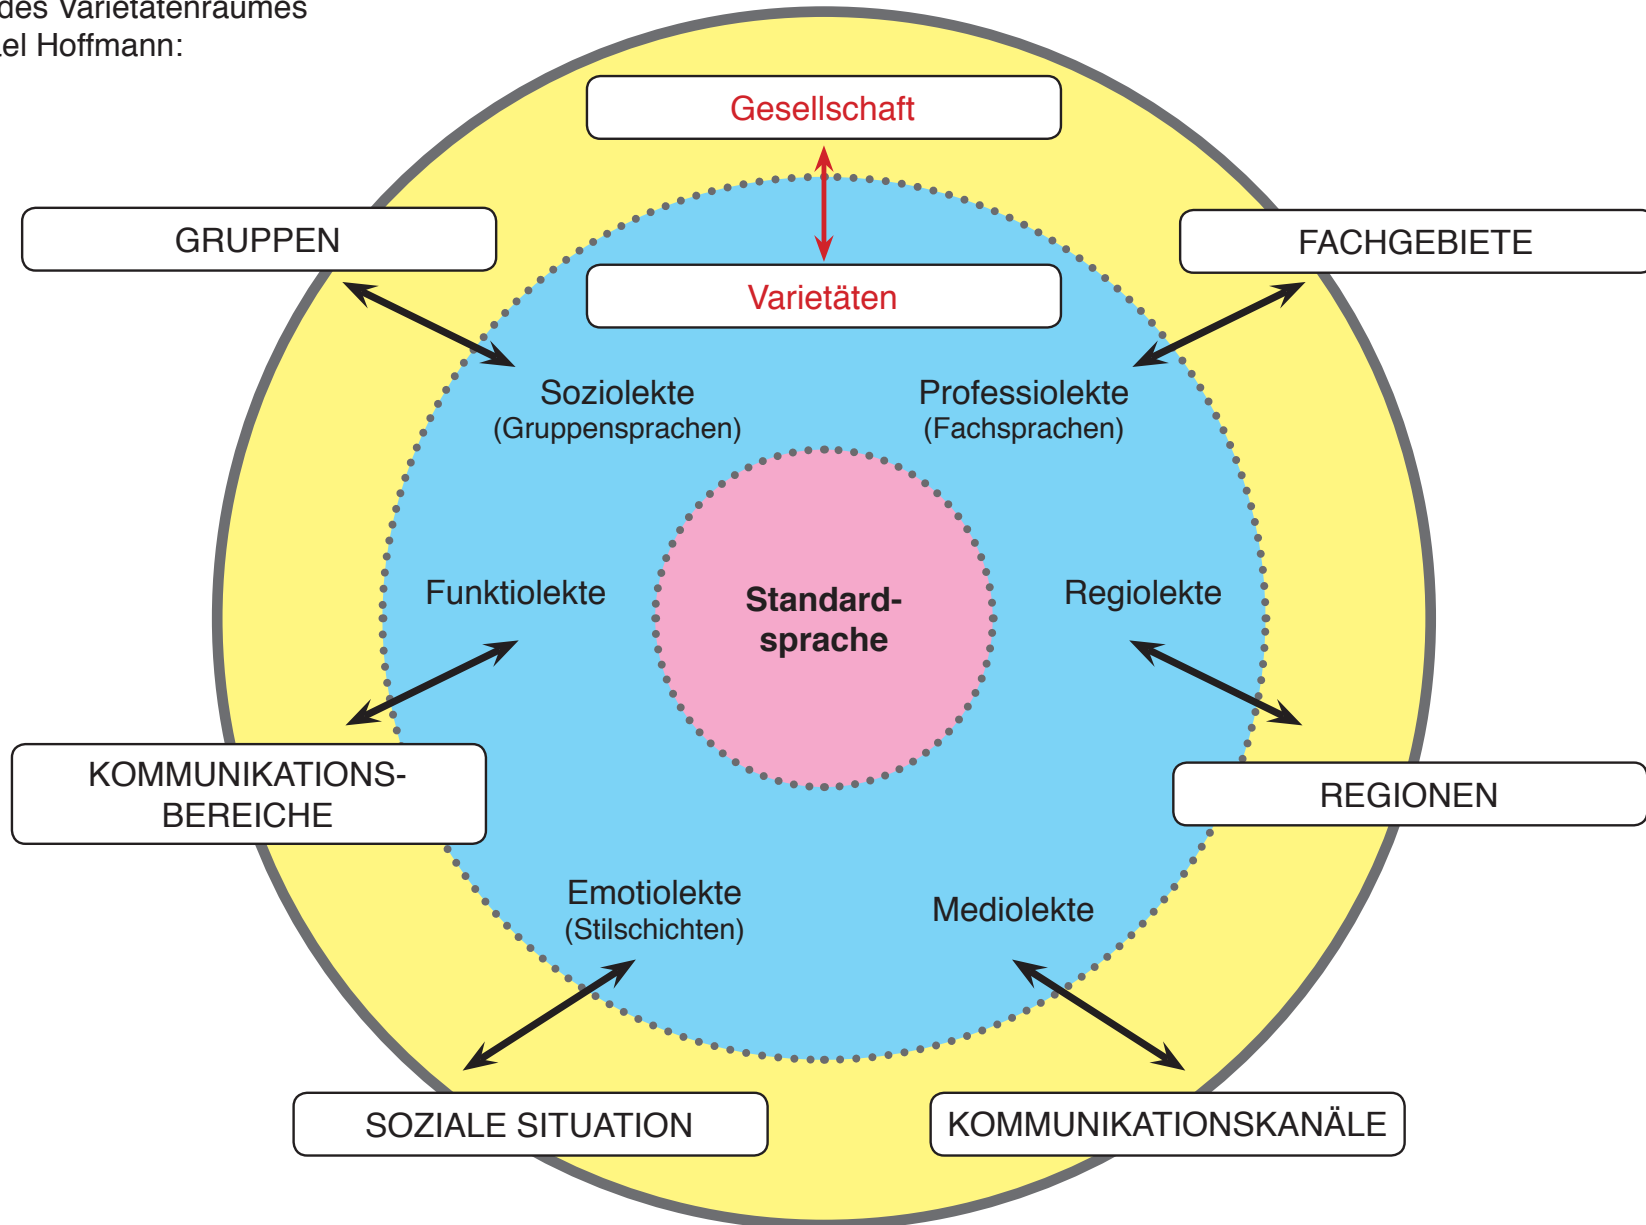 des Varietätenraumes
el Hoffmann:
Gesellschaft
GRUPPEN
FACHGEBIETE
Varietäten
Soziolekte
(Gruppensprachen)
Professiolekte
(Fachsprachen)
Funktiolekte
Standard-
sprache
Regiolekte
KOMMUNIKATIONS-
BEREICHE
REGIONEN
Emotiolekte
(Stilschichten)
Mediolekte
SOZIALE SITUATION
KOMMUNIKATIONSKANÄLE